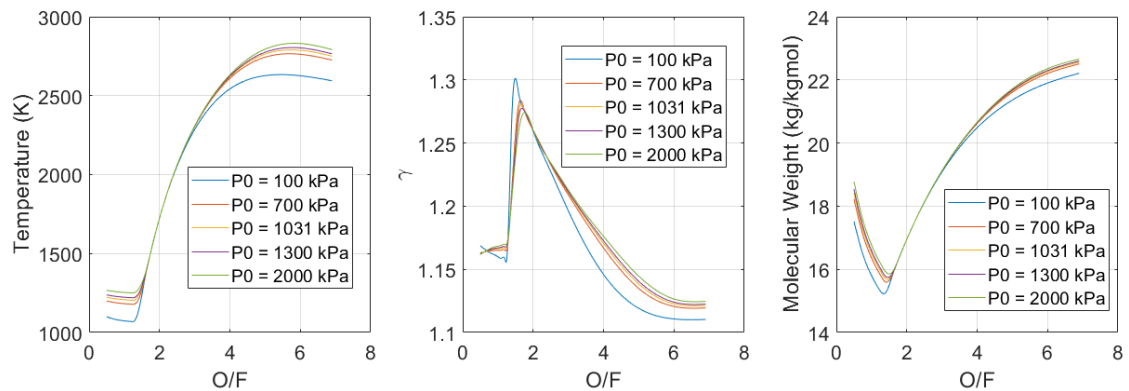 3000
2500
2000
1500
1000
Temperature (K)
P0 = 100 kPa
P0 = 700 kPa
P0 = 1031 kPa
P0 = 1300 kPa
P0 = 2000 kPa
0 2 4 6 8
O/F
1.35
1.3
1.25
1.2
1.15
1.1
γ
P0 = 100 kPa
P0 = 700 kPa
P0 = 1031 kPa
P0 = 1300 kPa
P0 = 2000 kPa
0 2 4 6 8
O/F
24
22
20
18
16
14
Molecular Weight (kg/kgmol)
P0 = 100 kPa
P0 = 700 kPa
P0 = 1031 kPa
P0 = 1300 kPa
P0 = 2000 kPa
0 2 4 6 8
O/F